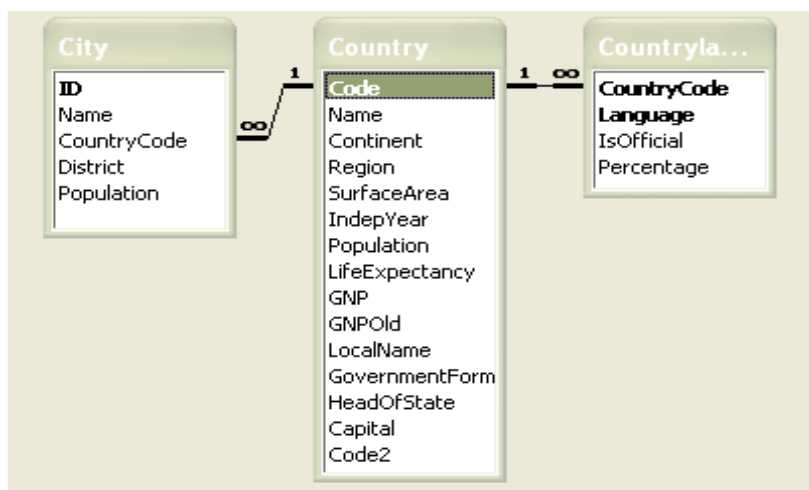 City
ID
Name
CountryCode
District
Population
∞
1
Country
Code
Name
Continent
Region
SurfaceArea
IndepYear
Population
LifeExpectancy
GNP
GNPOld
LocalName
GovernmentForm
HeadOfState
Capital
Code2
1 ∞
Countryla...
CountryCode
Language
IsOfficial
Percentage